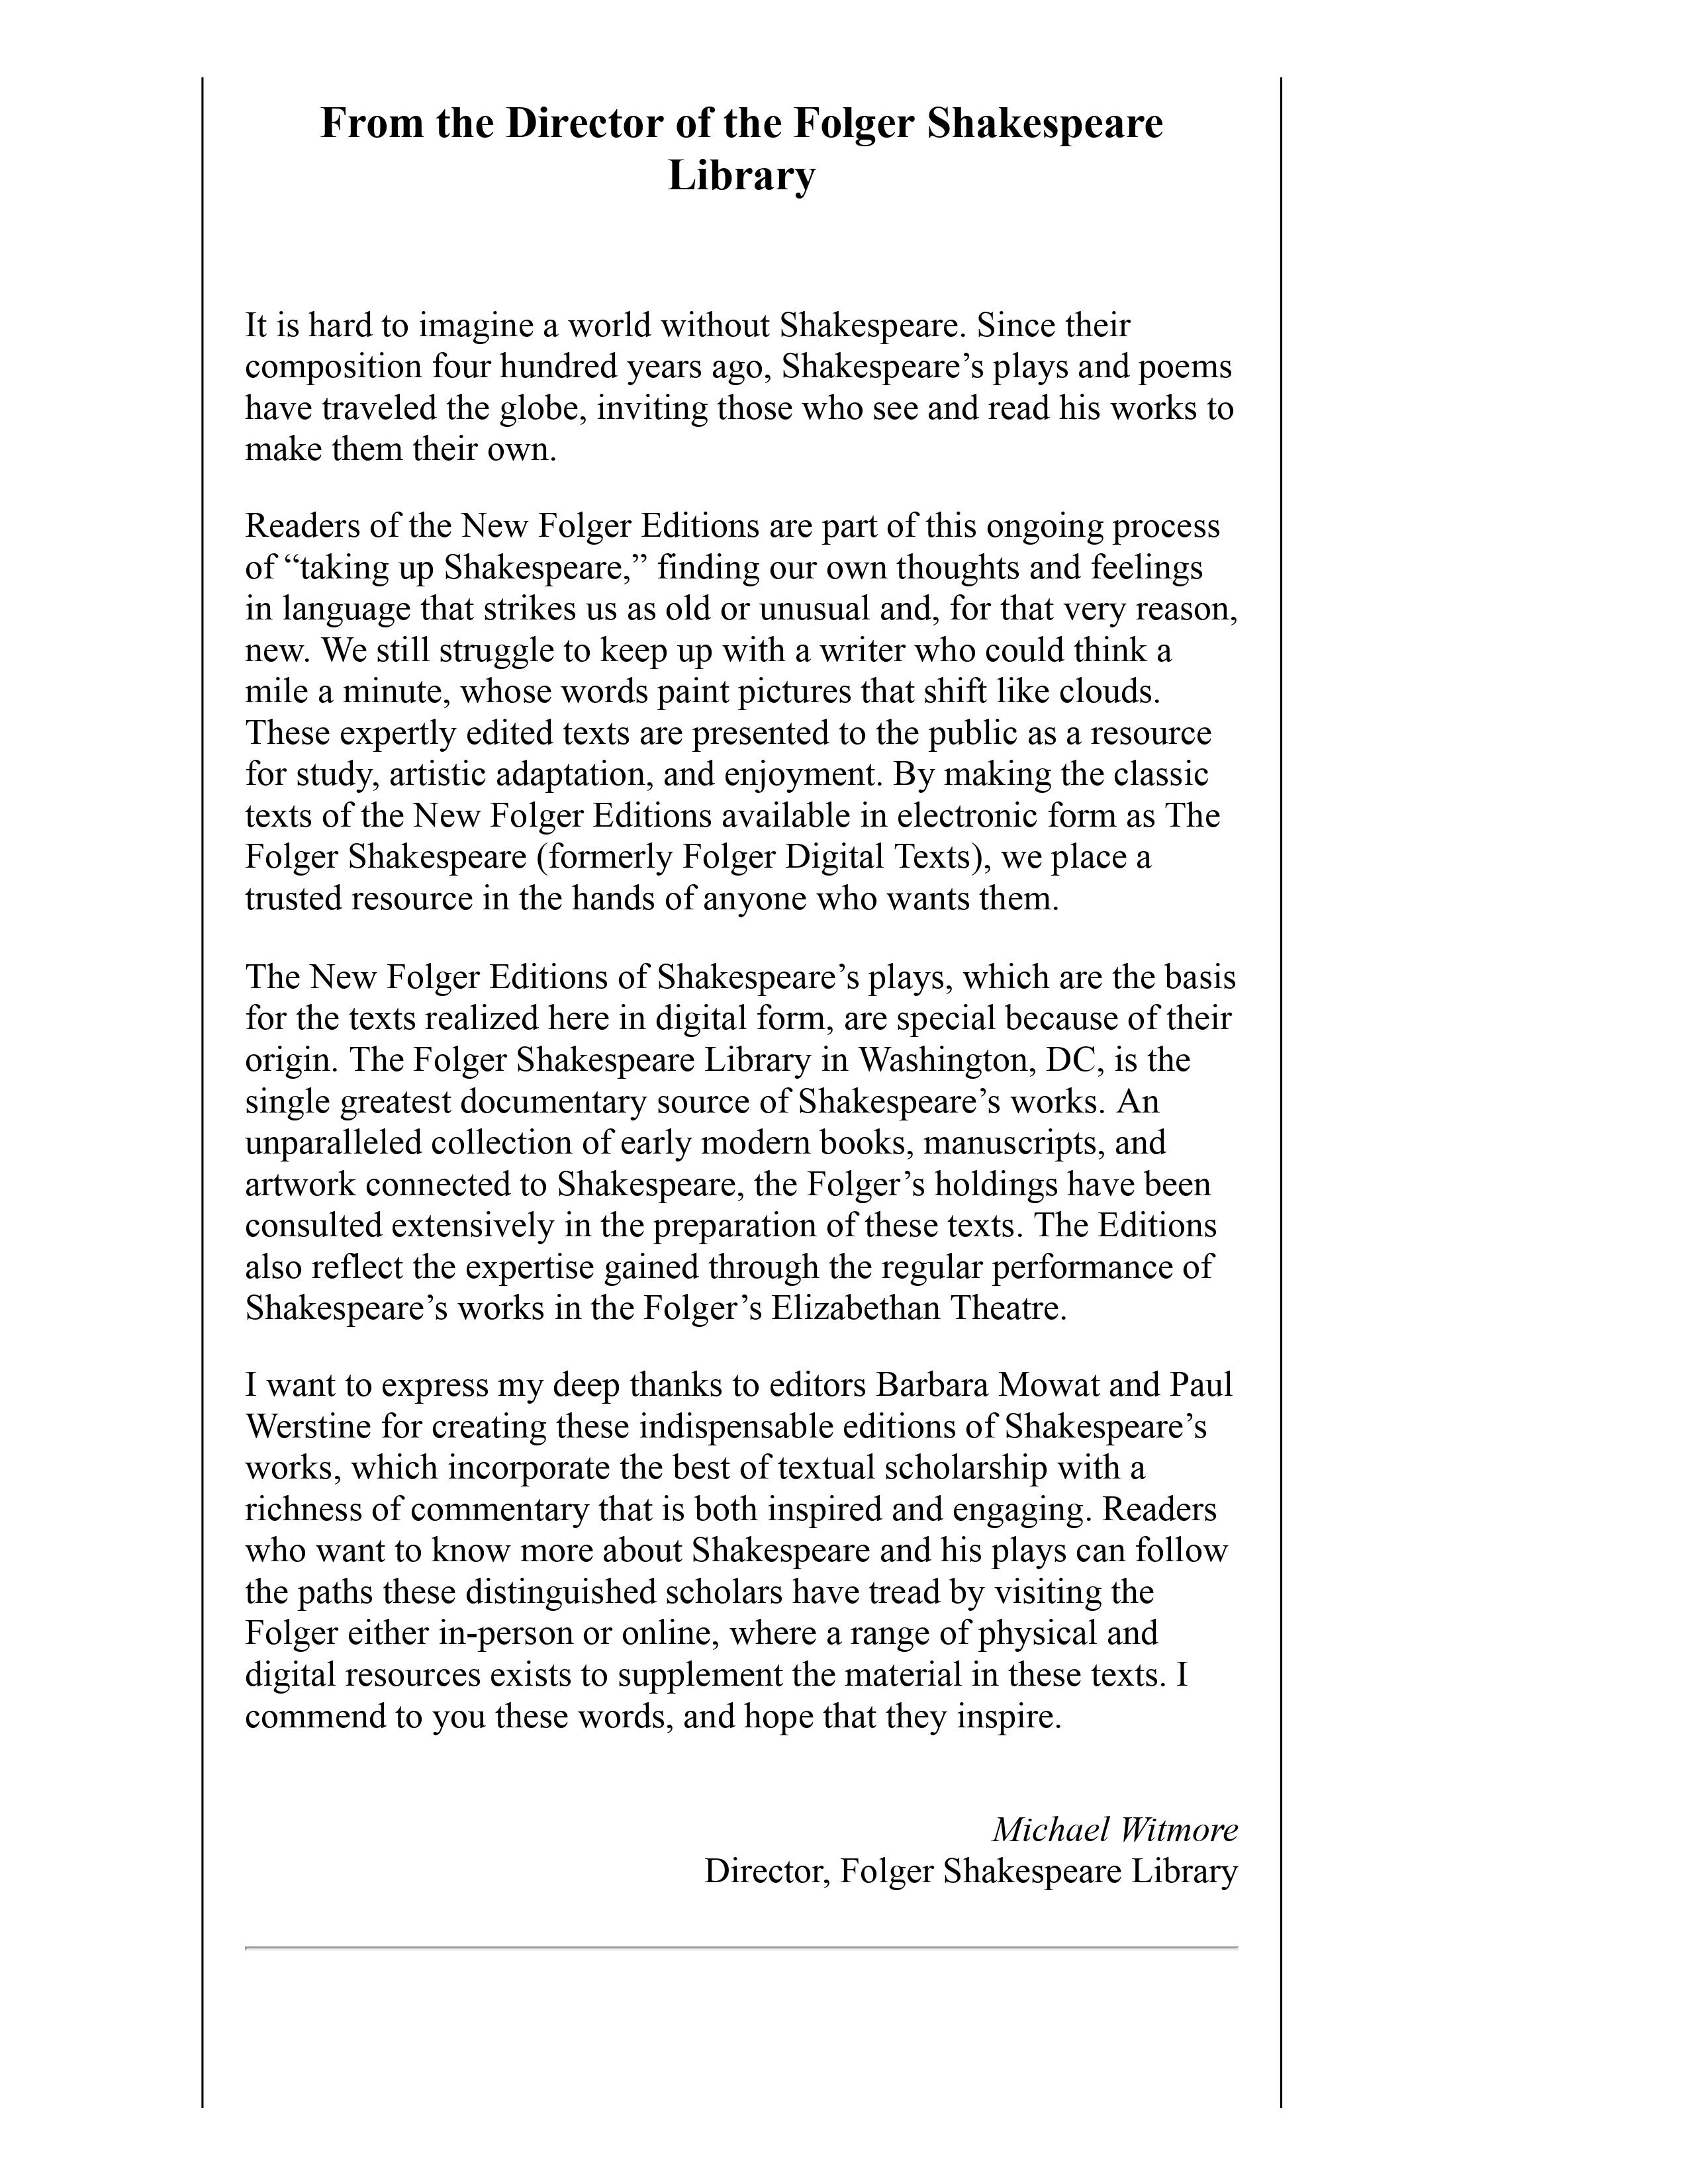 From the Director of the Folger Shakespeare
Library
It is hard to imagine a world without Shakespeare. Since their
composition four hundred years ago, Shakespeare’s plays and poems
have traveled the globe, inviting those who see and read his works to
make them their own.
Readers of the New Folger Editions are part of this ongoing process
of “taking up Shakespeare,” finding our own thoughts and feelings
in language that strikes us as old or unusual and, for that very reason,
new. We still struggle to keep up with a writer who could think a
mile a minute, whose words paint pictures that shift like clouds.
These expertly edited texts are presented to the public as a resource
for study, artistic adaptation, and enjoyment. By making the classic
texts of the New Folger Editions available in electronic form as The
Folger Shakespeare (formerly Folger Digital Texts), we place a
trusted resource in the hands of anyone who wants them.
The New Folger Editions of Shakespeare’s plays, which are the basis
for the texts realized here in digital form, are special because of their
origin. The Folger Shakespeare Library in Washington, DC, is the
single greatest documentary source of Shakespeare’s works. An
unparalleled collection of early modern books, manuscripts, and
artwork connected to Shakespeare, the Folger’s holdings have been
consulted extensively in the preparation of these texts. The Editions
also reflect the expertise gained through the regular performance of
Shakespeare’s works in the Folger’s Elizabethan Theatre.
I want to express my deep thanks to editors Barbara Mowat and Paul
Werstine for creating these indispensable editions of Shakespeare’s
works, which incorporate the best of textual scholarship with a
richness of commentary that is both inspired and engaging. Readers
who want to know more about Shakespeare and his plays can follow
the paths these distinguished scholars have tread by visiting the
Folger either in-person or online, where a range of physical and
digital resources exists to supplement the material in these texts. I
commend to you these words, and hope that they inspire.
Michael Witmore
Director, Folger Shakespeare Library